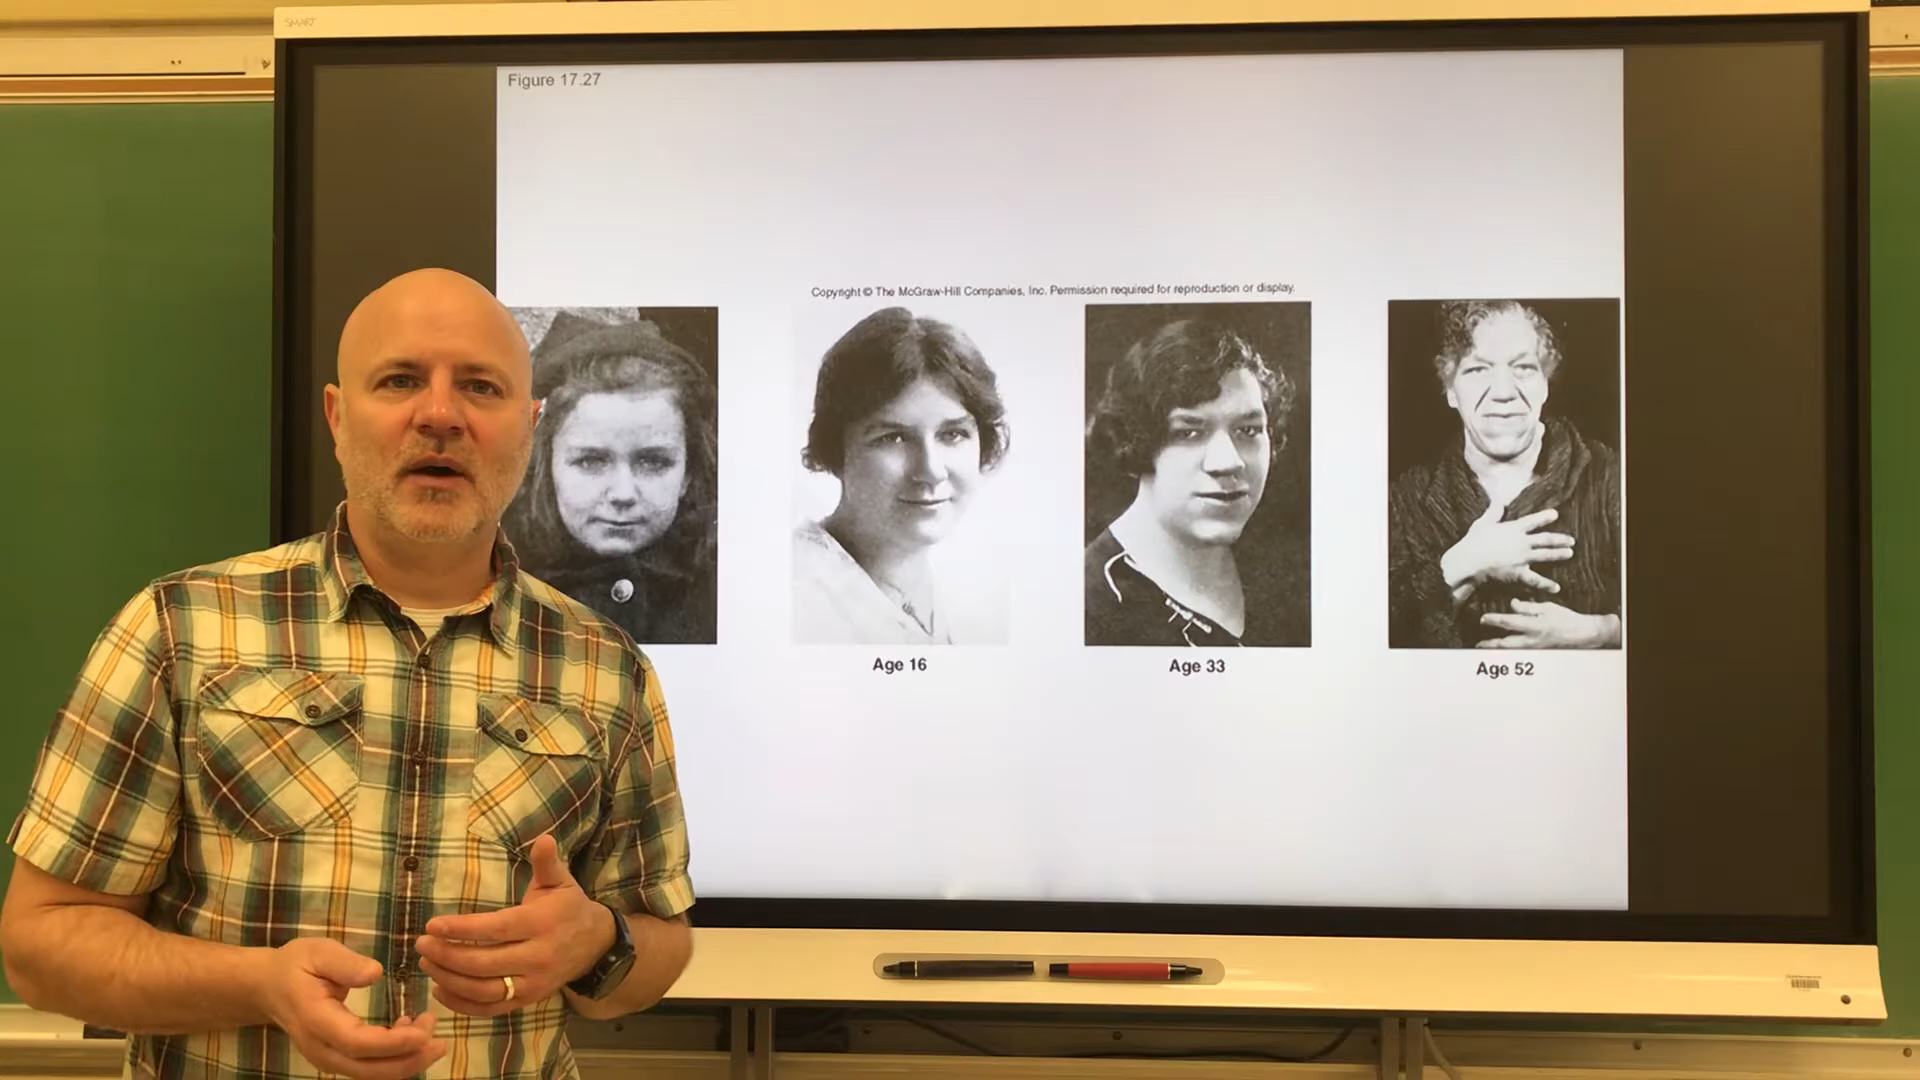 SMART
Figure 17.27
Copyright © The McGraw-Hill Companies, Inc. Permission required for reproduction or display.
Age 16
Age 33
Age 52